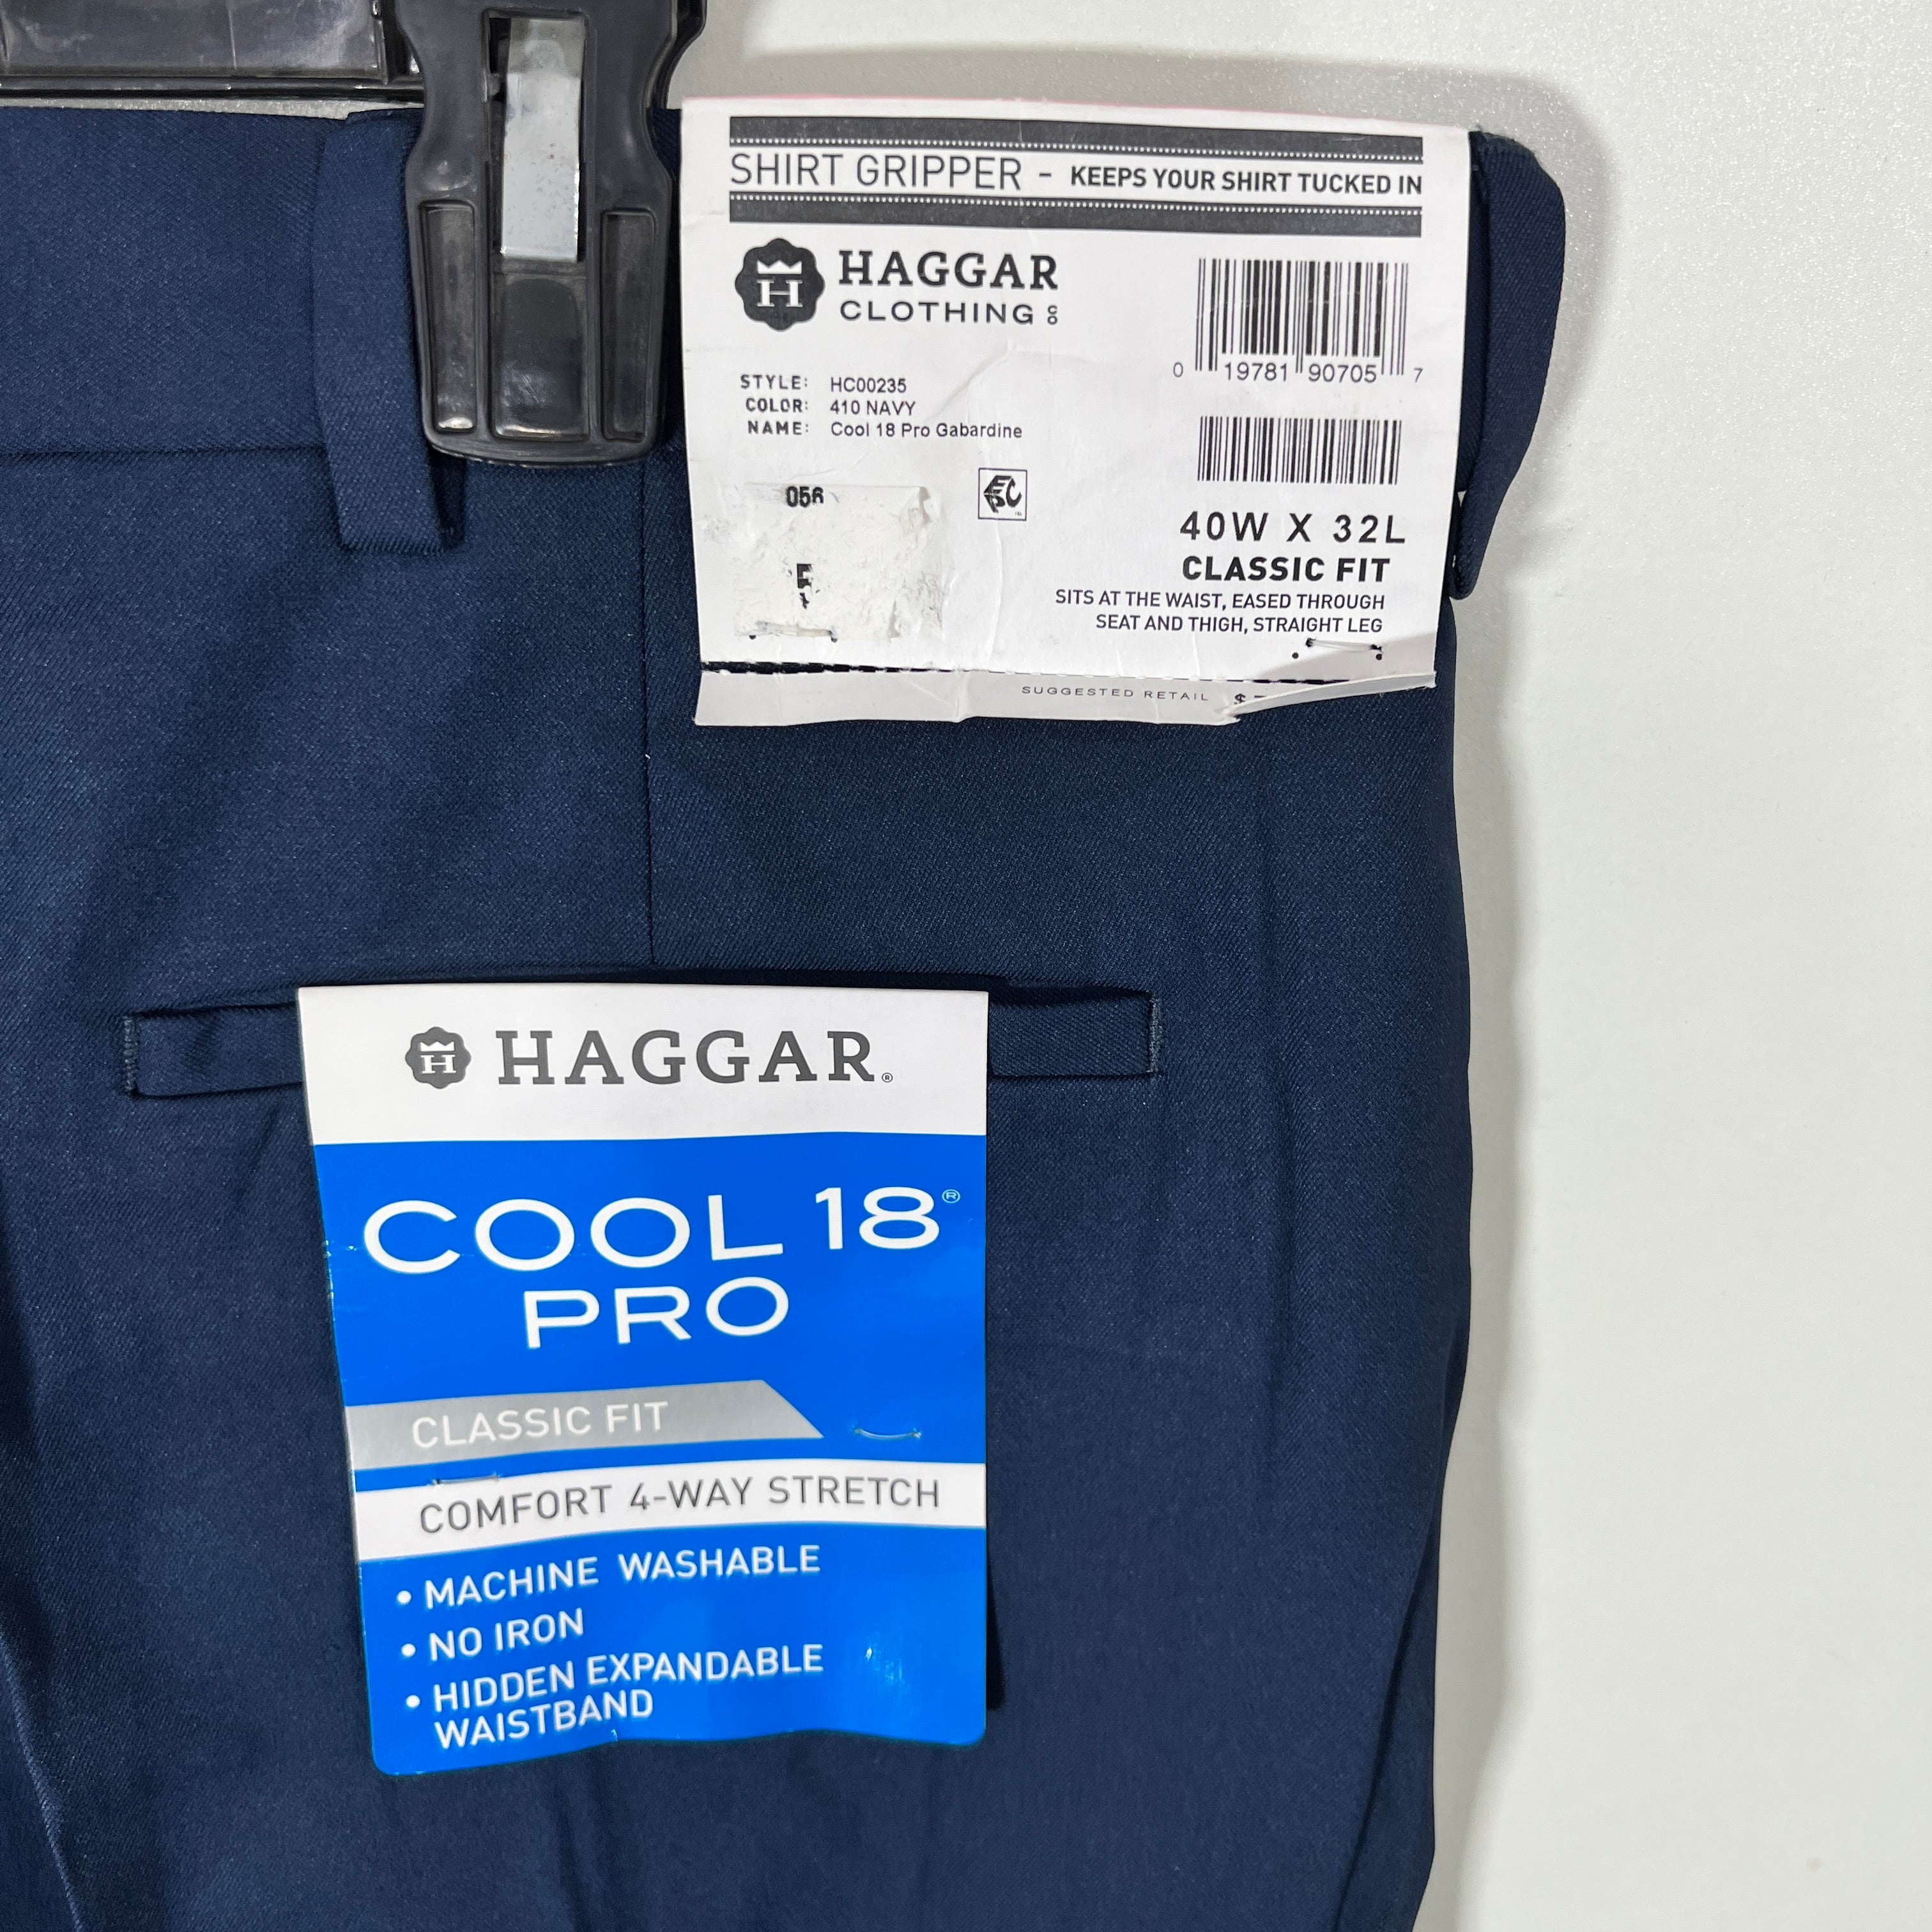 SHIRT GRIPPER - KEEPS YOUR SHIRT TUCKED IN
H
HAGGAR
CLOTHING CO
0 19781 90705 7
STYLE: HC00235
COLOR: 410 NAVY
NAME: Cool 18 Pro Gabardine
056
EPC
40W X 32L
CLASSIC FIT
SITS AT THE WAIST, EASED THROUGH
SEAT AND THIGH, STRAIGHT LEG
SUGGESTED RETAIL $
H HAGGAR®
COOL 18®
PRO
CLASSIC FIT
COMFORT 4-WAY STRETCH
• MACHINE WASHABLE
• NO IRON
• HIDDEN EXPANDABLE
WAISTBAND